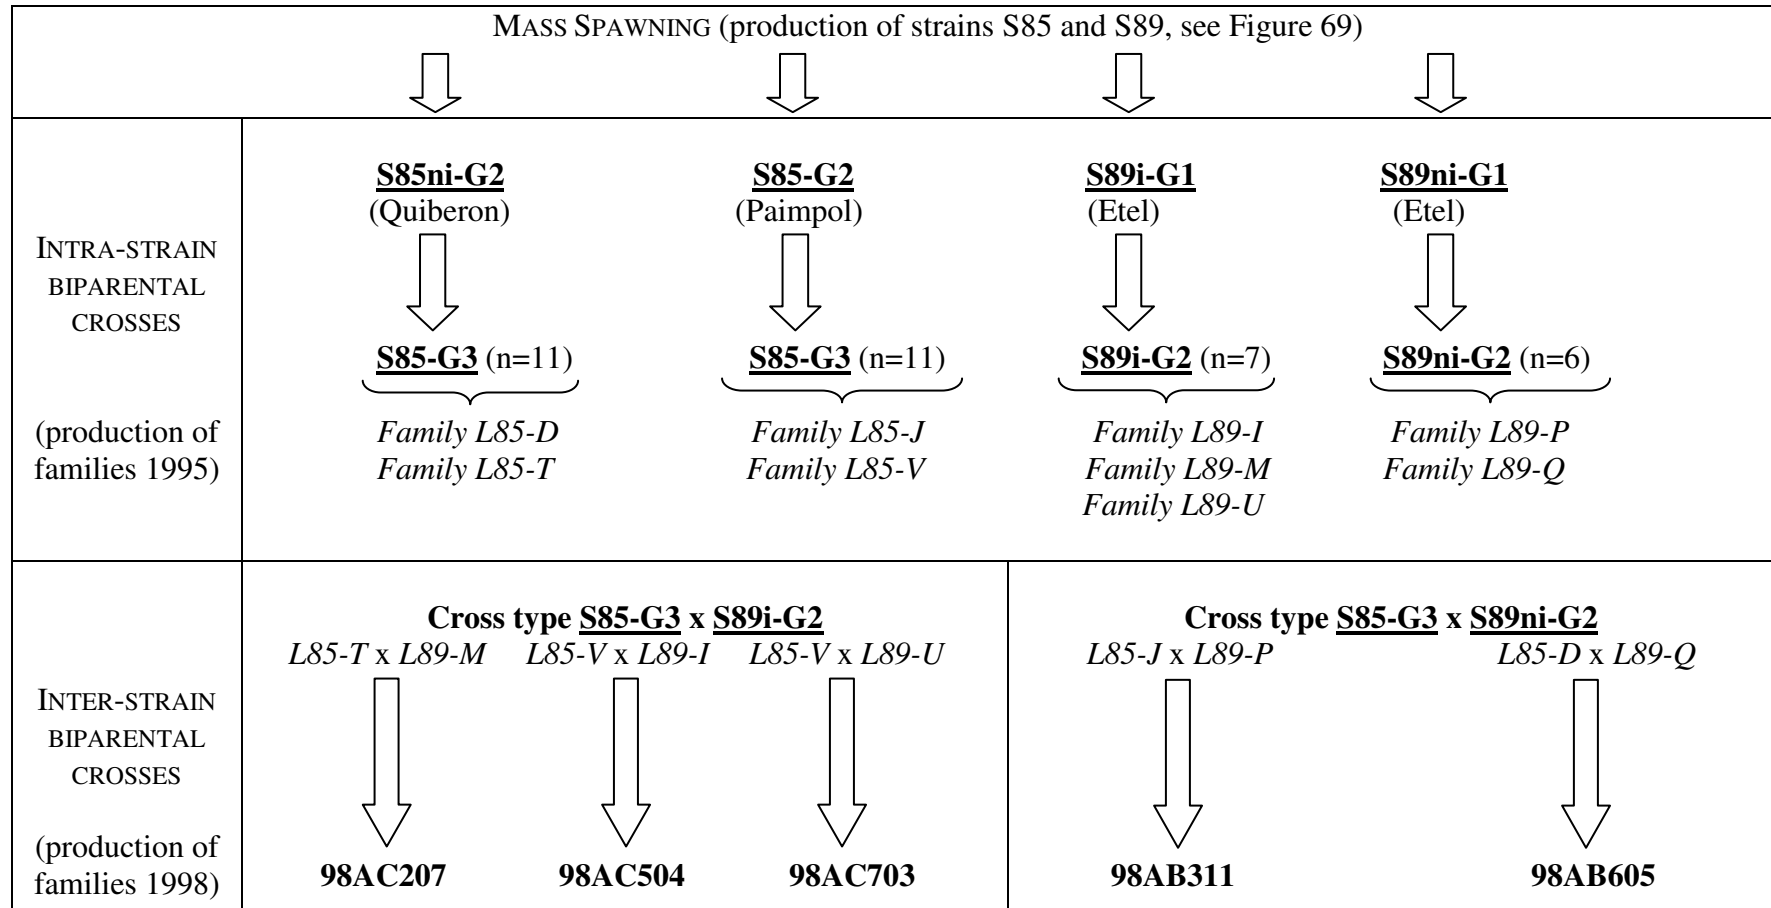 MASS SPAWNING (production of strains S85 and S89, see Figure 69)
INTRA-STRAIN
BIPARENTAL
CROSSES
(production of
families 1995)
S85ni-G2 S85-G2 S89i-G1 S89ni-G1
(Quiberon) (Paimpol) (Etel) (Etel)
S85-G3 (n=11) S85-G3 (n=11) S89i-G2 (n=7) S89ni-G2 (n=6)
Family L85-D Family L85-J Family L89-I Family L89-P
Family L85-T Family L85-V Family L89-M Family L89-Q
Family L89-U
INTER-STRAIN
BIPARENTAL
CROSSES
(production of
families 1998)
Cross type S85-G3 x S89i-G2
L85-T x L89-M L85-V x L89-I L85-V x L89-U
98AC207 98AC504 98AC703
Cross type S85-G3 x S89ni-G2
L85-J x L89-P L85-D x L89-Q
98AB311 98AB605